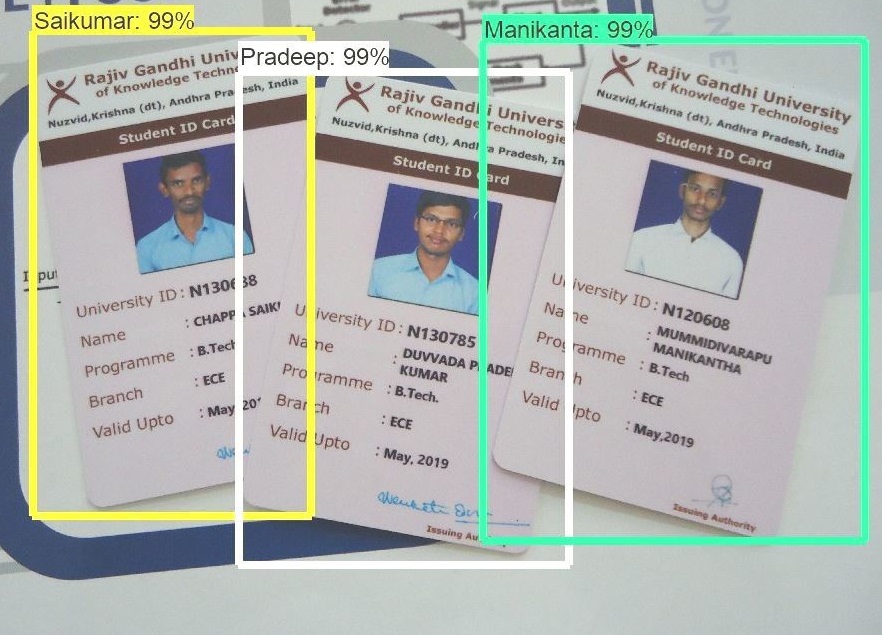 Saikumar: 99%
Rajiv Gandhi Univ
of Knowledge Techno
Nuzvid,Krishna (dt), Andhra Pradesh, India
Student ID Card
University ID : N130638
Name : CHAPPA SAIK
Programme : B.Tech
Branch : ECE
Valid Upto : May, 20
Pradeep: 99%
Rajiv Gandhi Univers
of Knowledge Technologie
Nuzvid,Krishna (dt), Andhra Pradesh, In
Student ID Card
University ID : N130785
Name : DUVVADA PRADE
KUMAR
Programme : B.Tech.
Branch : ECE
Valid Upto : May, 2019
Issuing Au
Manikanta: 99%
Rajiv Gandhi University
of Knowledge Technologies
Nuzvid,Krishna (dt), Andhra Pradesh, India
Student ID Card
University ID : N120608
Name : MUMMIDIVARAPU
MANIKANTHA
Programme : B.Tech
Branch : ECE
Valid Upto : May,2019
Issuing Authority